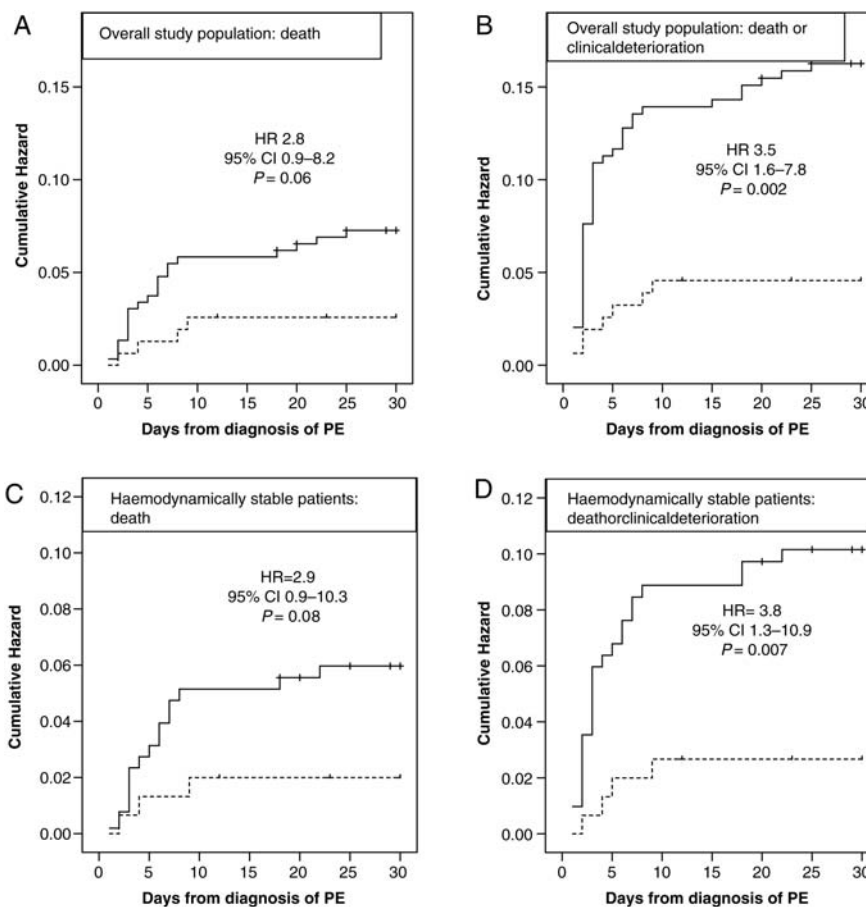 A
Overall study population: death
0.15
0.10
0.05
0.00
Cumulative Hazard
HR 2.8
95% CI 0.9–8.2
P = 0.06
0 5 10 15 20 25 30
Days from diagnosis of PE
B
Overall study population: death or
clinicaldeterioration
0.15
0.10
0.05
0.00
Cumulative Hazard
HR 3.5
95% CI 1.6–7.8
P = 0.002
0 5 10 15 20 25 30
Days from diagnosis of PE
C
Haemodynamically stable patients:
death
0.12
0.10
0.08
0.06
0.04
0.02
0.00
Cumulative Hazard
HR=2.9
95% CI 0.9–10.3
P = 0.08
0 5 10 15 20 25 30
Days from diagnosis of PE
D
Haemodynamically stable patients:
deathorclinicaldeterioration
0.12
0.10
0.08
0.06
0.04
0.02
0.00
Cumulative Hazard
HR= 3.8
95% CI 1.3–10.9
P = 0.007
0 5 10 15 20 25 30
Days from diagnosis of PE